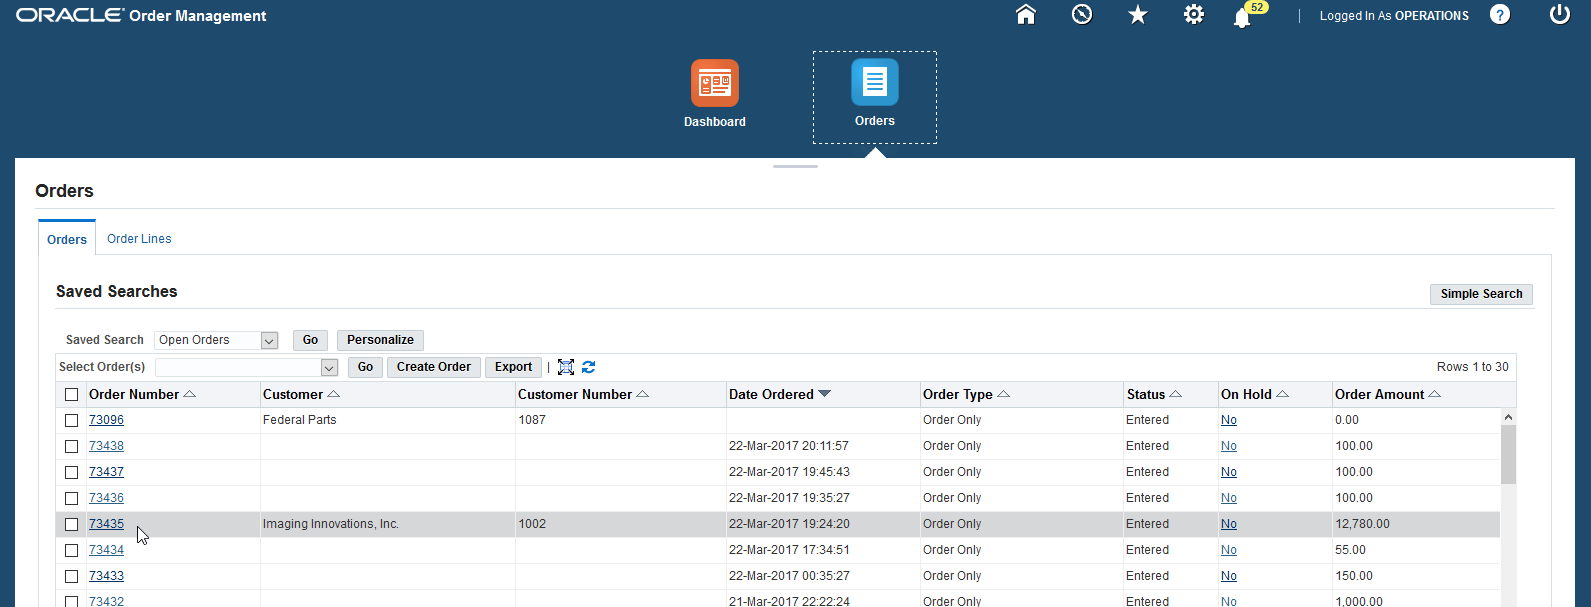 ORACLE Order Management 52 Logged In As OPERATIONS ?
Dashboard Orders
Orders
Orders Order Lines
Saved Searches Simple Search
Saved Search Open Orders Go Personalize
Select Order(s) Go Create Order Export Rows 1 to 30
Order Number Customer Customer Number Date Ordered Order Type Status On Hold Order Amount
73096 Federal Parts 1087 Order Only Entered No 0.00
73438 22-Mar-2017 20:11:57 Order Only Entered No 100.00
73437 22-Mar-2017 19:45:43 Order Only Entered No 100.00
73436 22-Mar-2017 19:35:27 Order Only Entered No 100.00
73435 Imaging Innovations, Inc. 1002 22-Mar-2017 19:24:20 Order Only Entered No 12,780.00
73434 22-Mar-2017 17:34:51 Order Only Entered No 55.00
73433 22-Mar-2017 00:35:27 Order Only Entered No 150.00
73432 21-Mar-2017 22:22:24 Order Only Entered No 1,000.00